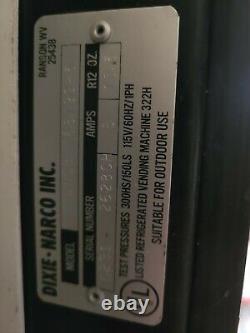 DIXIE-NARCO INC.
RANSON WV
25438
MODEL
R12 OZ.
SERIAL NUMBER
AMPS
TEST PRESSURES 300HS/150LS 115V/60HZ/1PH
LISTED REFRIGERATED VENDING MACHINE 322H
SUITABLE FOR OUTDOOR USE
UL